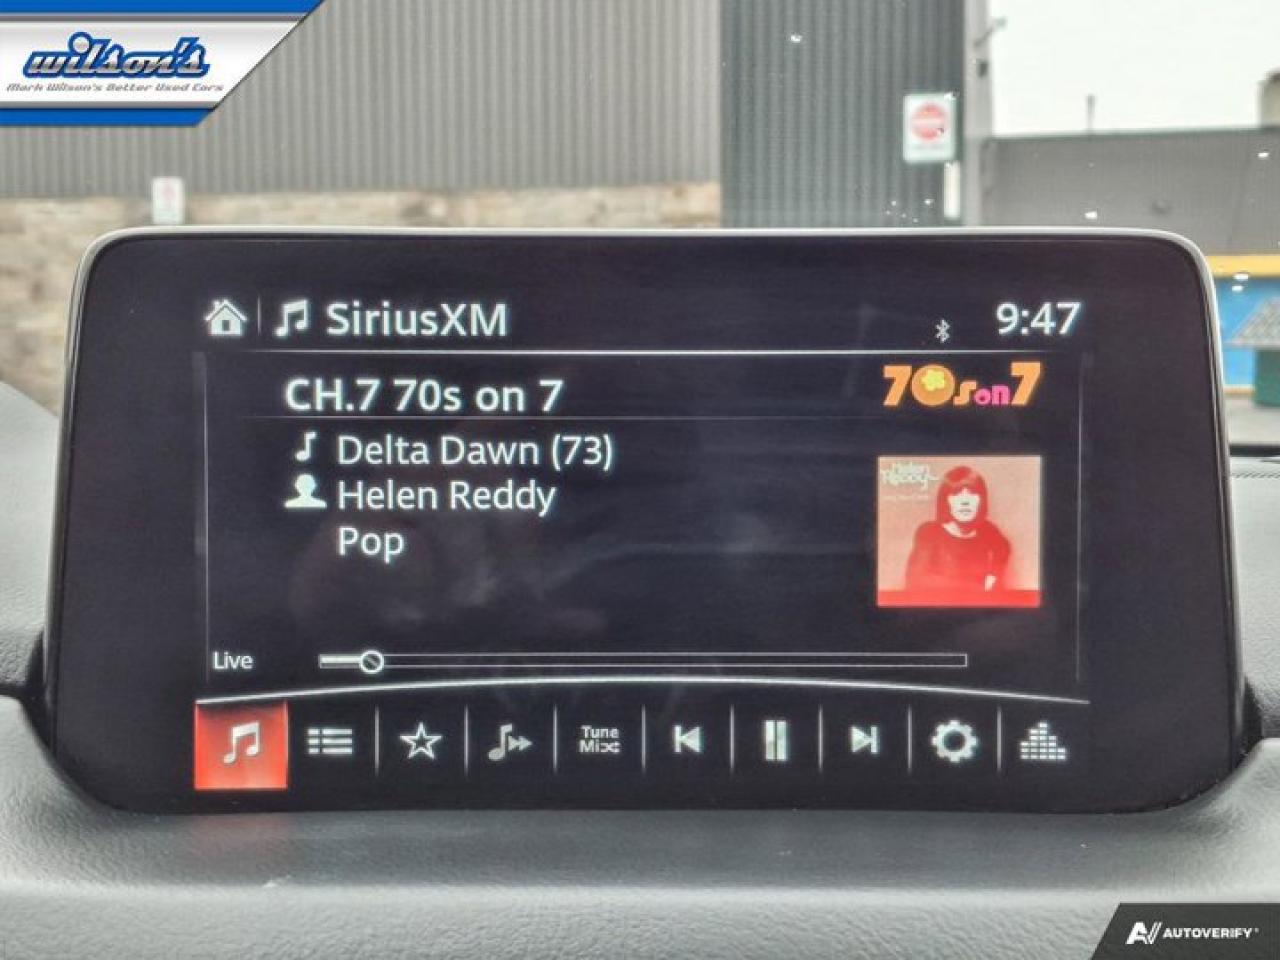 wilson's
Mark Wilson's Better Used Cars
SiriusXM
9:47
CH.7 70s on 7
70s on 7
Delta Dawn (73)
Helen Reddy
Pop
Helen Reddy
Live
Tune Mix
AUTOVERIFY